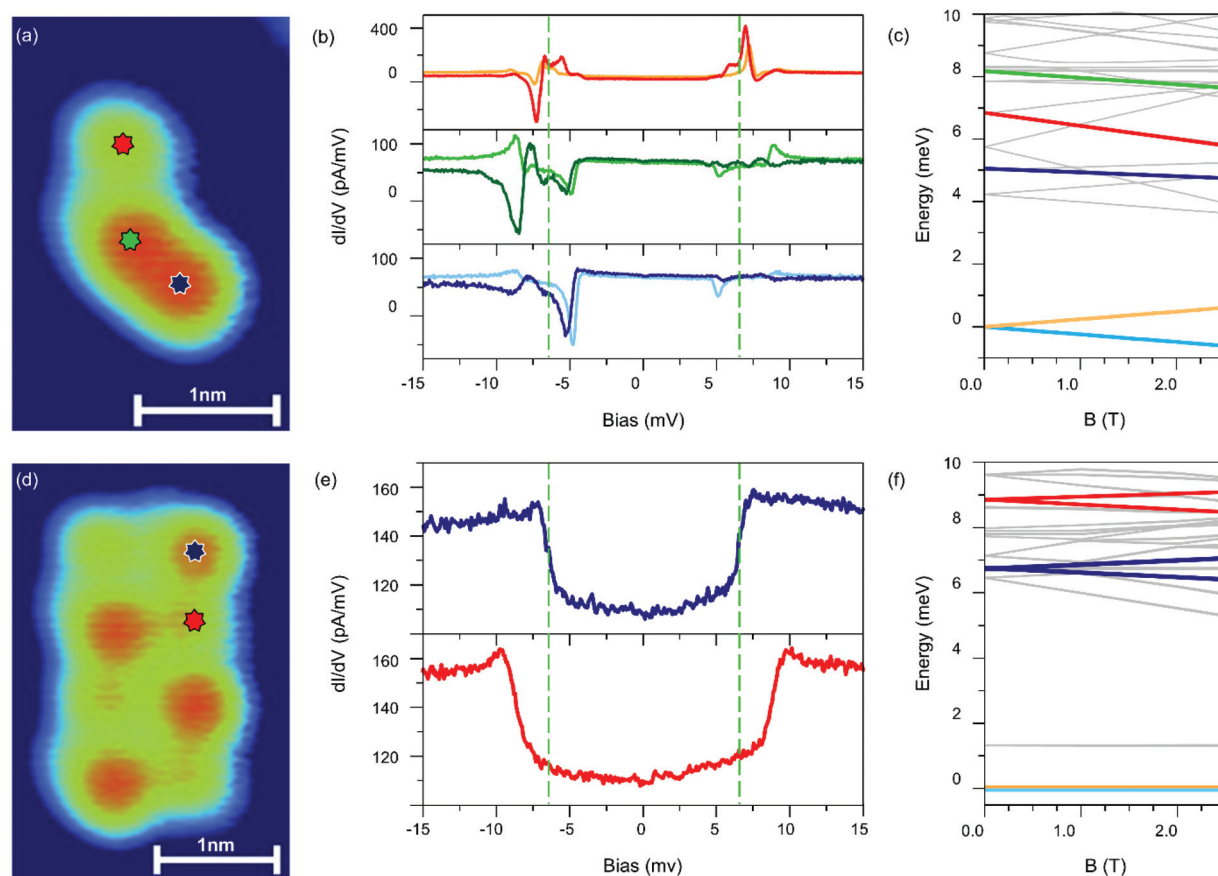 (a)
1nm
(b)
dI/dV (pA/mV)
400
0
100
0
100
0
-15 -10 -5 0 5 10 15
Bias (mV)
(c)
Energy (meV)
10
8
6
4
2
0
0.0 1.0 2.0
B (T)
(d)
1nm
(e)
dI/dV (pA/mV)
160
140
120
160
140
120
-15 -10 -5 0 5 10 15
Bias (mv)
(f)
Energy (meV)
10
8
6
4
2
0
0.0 1.0 2.0
B (T)